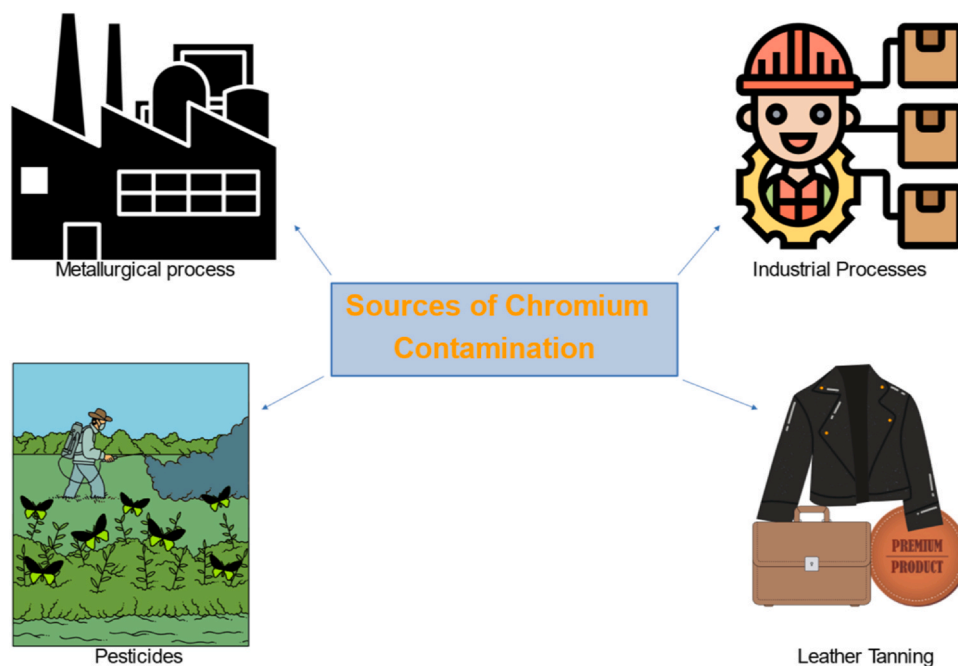 Metallurgical process
Industrial Processes
Sources of Chromium
Contamination
PREMIUM
PRODUCT
Pesticides
Leather Tanning